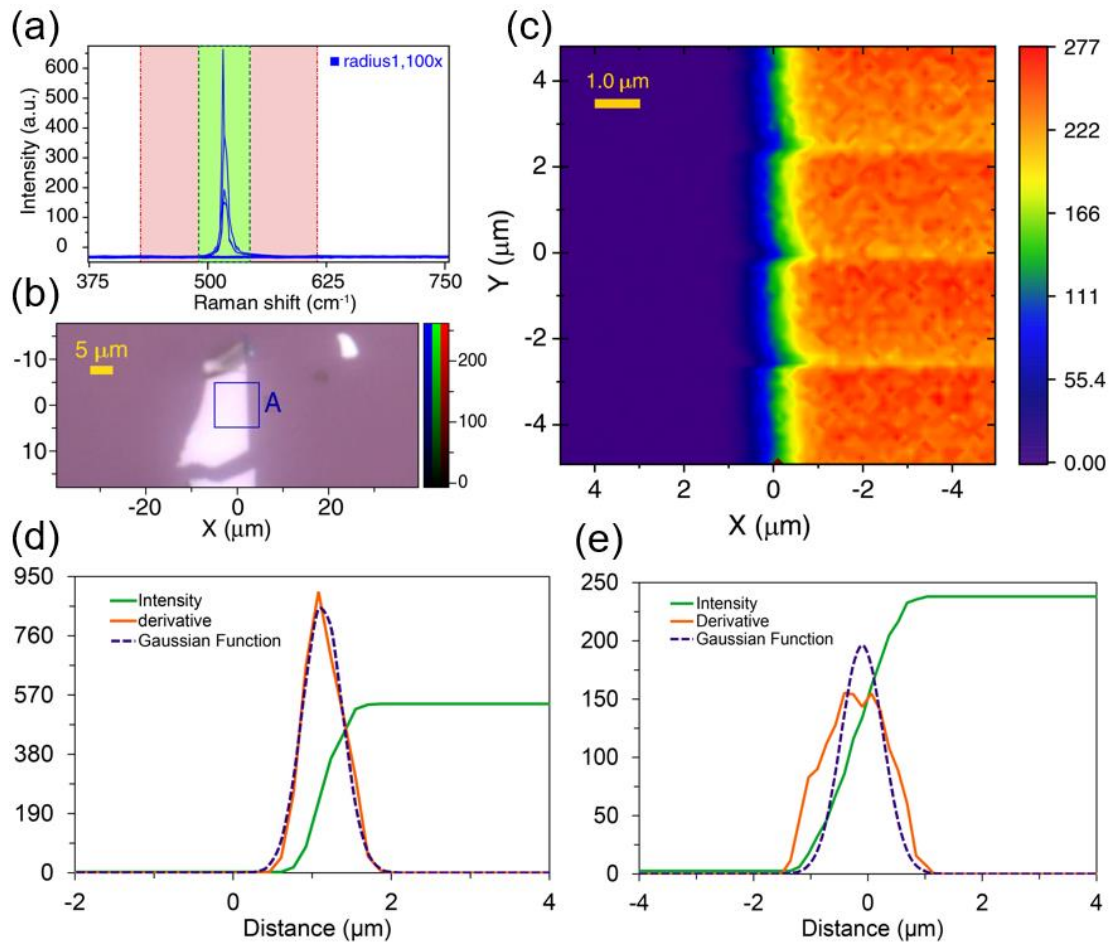 (a)
Intensity (a.u.)
600
500
400
300
200
100
0
radius1,100x
375
500
625
750
Raman shift (cm⁻¹)
(b)
5 μm
A
-10
0
10
-20
0
20
X (μm)
200
100
0
(c)
1.0 μm
Y (μm)
4
2
0
-2
-4
4
2
0
-2
-4
X (μm)
277
222
166
111
55.4
0.00
(d)
950
760
570
380
190
0
Intensity
derivative
Gaussian Function
-2
0
2
4
Distance (μm)
(e)
250
200
150
100
50
0
Intensity
Derivative
Gaussian Function
-4
-2
0
2
4
Distance (μm)